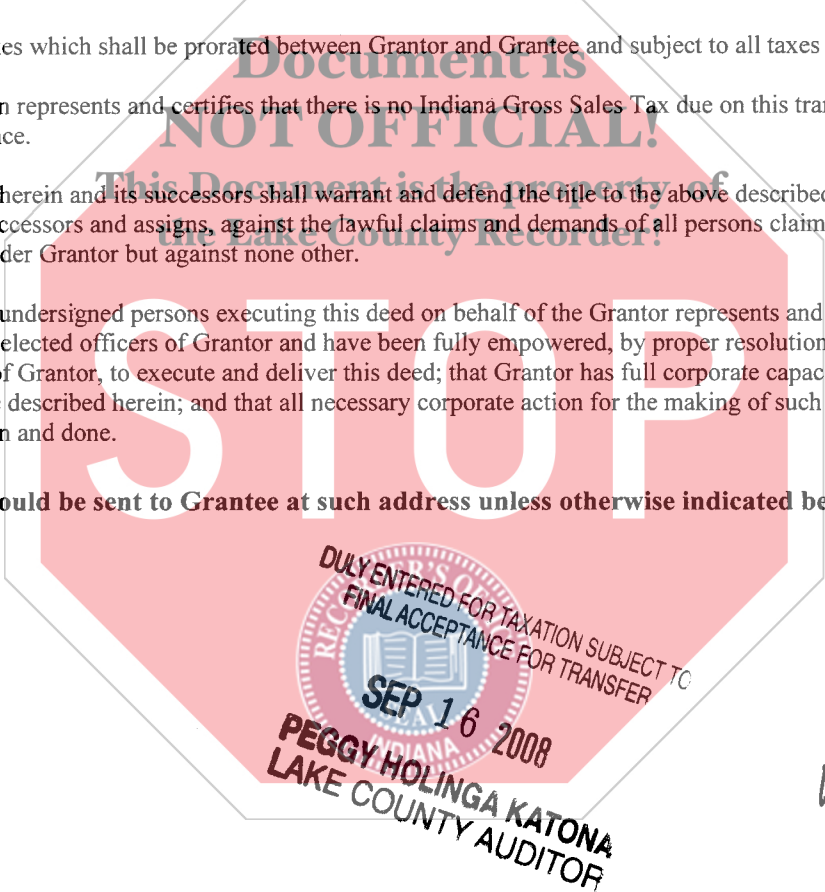 es which shall be prorated between Grantor and Grantee and subject to all taxes
Document is
n represents and certifies that there is no Indiana Gross Sales Tax due on this tran
NOT OFFICIAL!
ce.
This Document is the property of
herein and its successors shall warrant and defend the title to the above described
ccessors and assigns, against the lawful claims and demands of all persons claim
the Lake County Recorder!
der Grantor but against none other.
undersigned persons executing this deed on behalf of the Grantor represents and
elected officers of Grantor and have been fully empowered, by proper resolution
of Grantor, to execute and deliver this deed; that Grantor has full corporate capac
described herein; and that all necessary corporate action for the making of such
n and done.
STOP
ould be sent to Grantee at such address unless otherwise indicated be
DULY ENTERED FOR TAXATION SUBJECT TO
FINAL ACCEPTANCE FOR TRANSFER
RECORDER'S OF
SEAL
INDIANA
SEP 16 2008
PEGGY HOLINGA KATONA
LAKE COUNTY AUDITOR